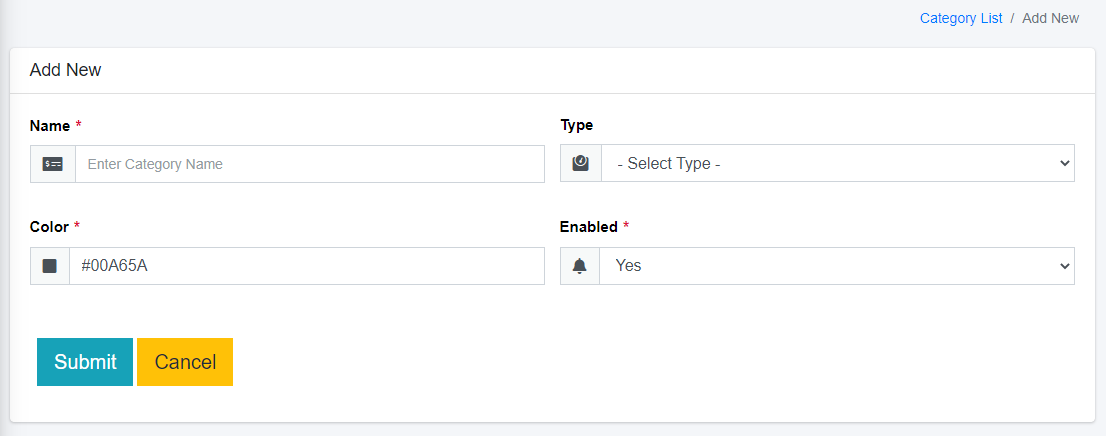 Category List / Add New
Add New
Name *
Type
Enter Category Name
- Select Type -
Color *
Enabled *
#00A65A
Yes
Submit Cancel